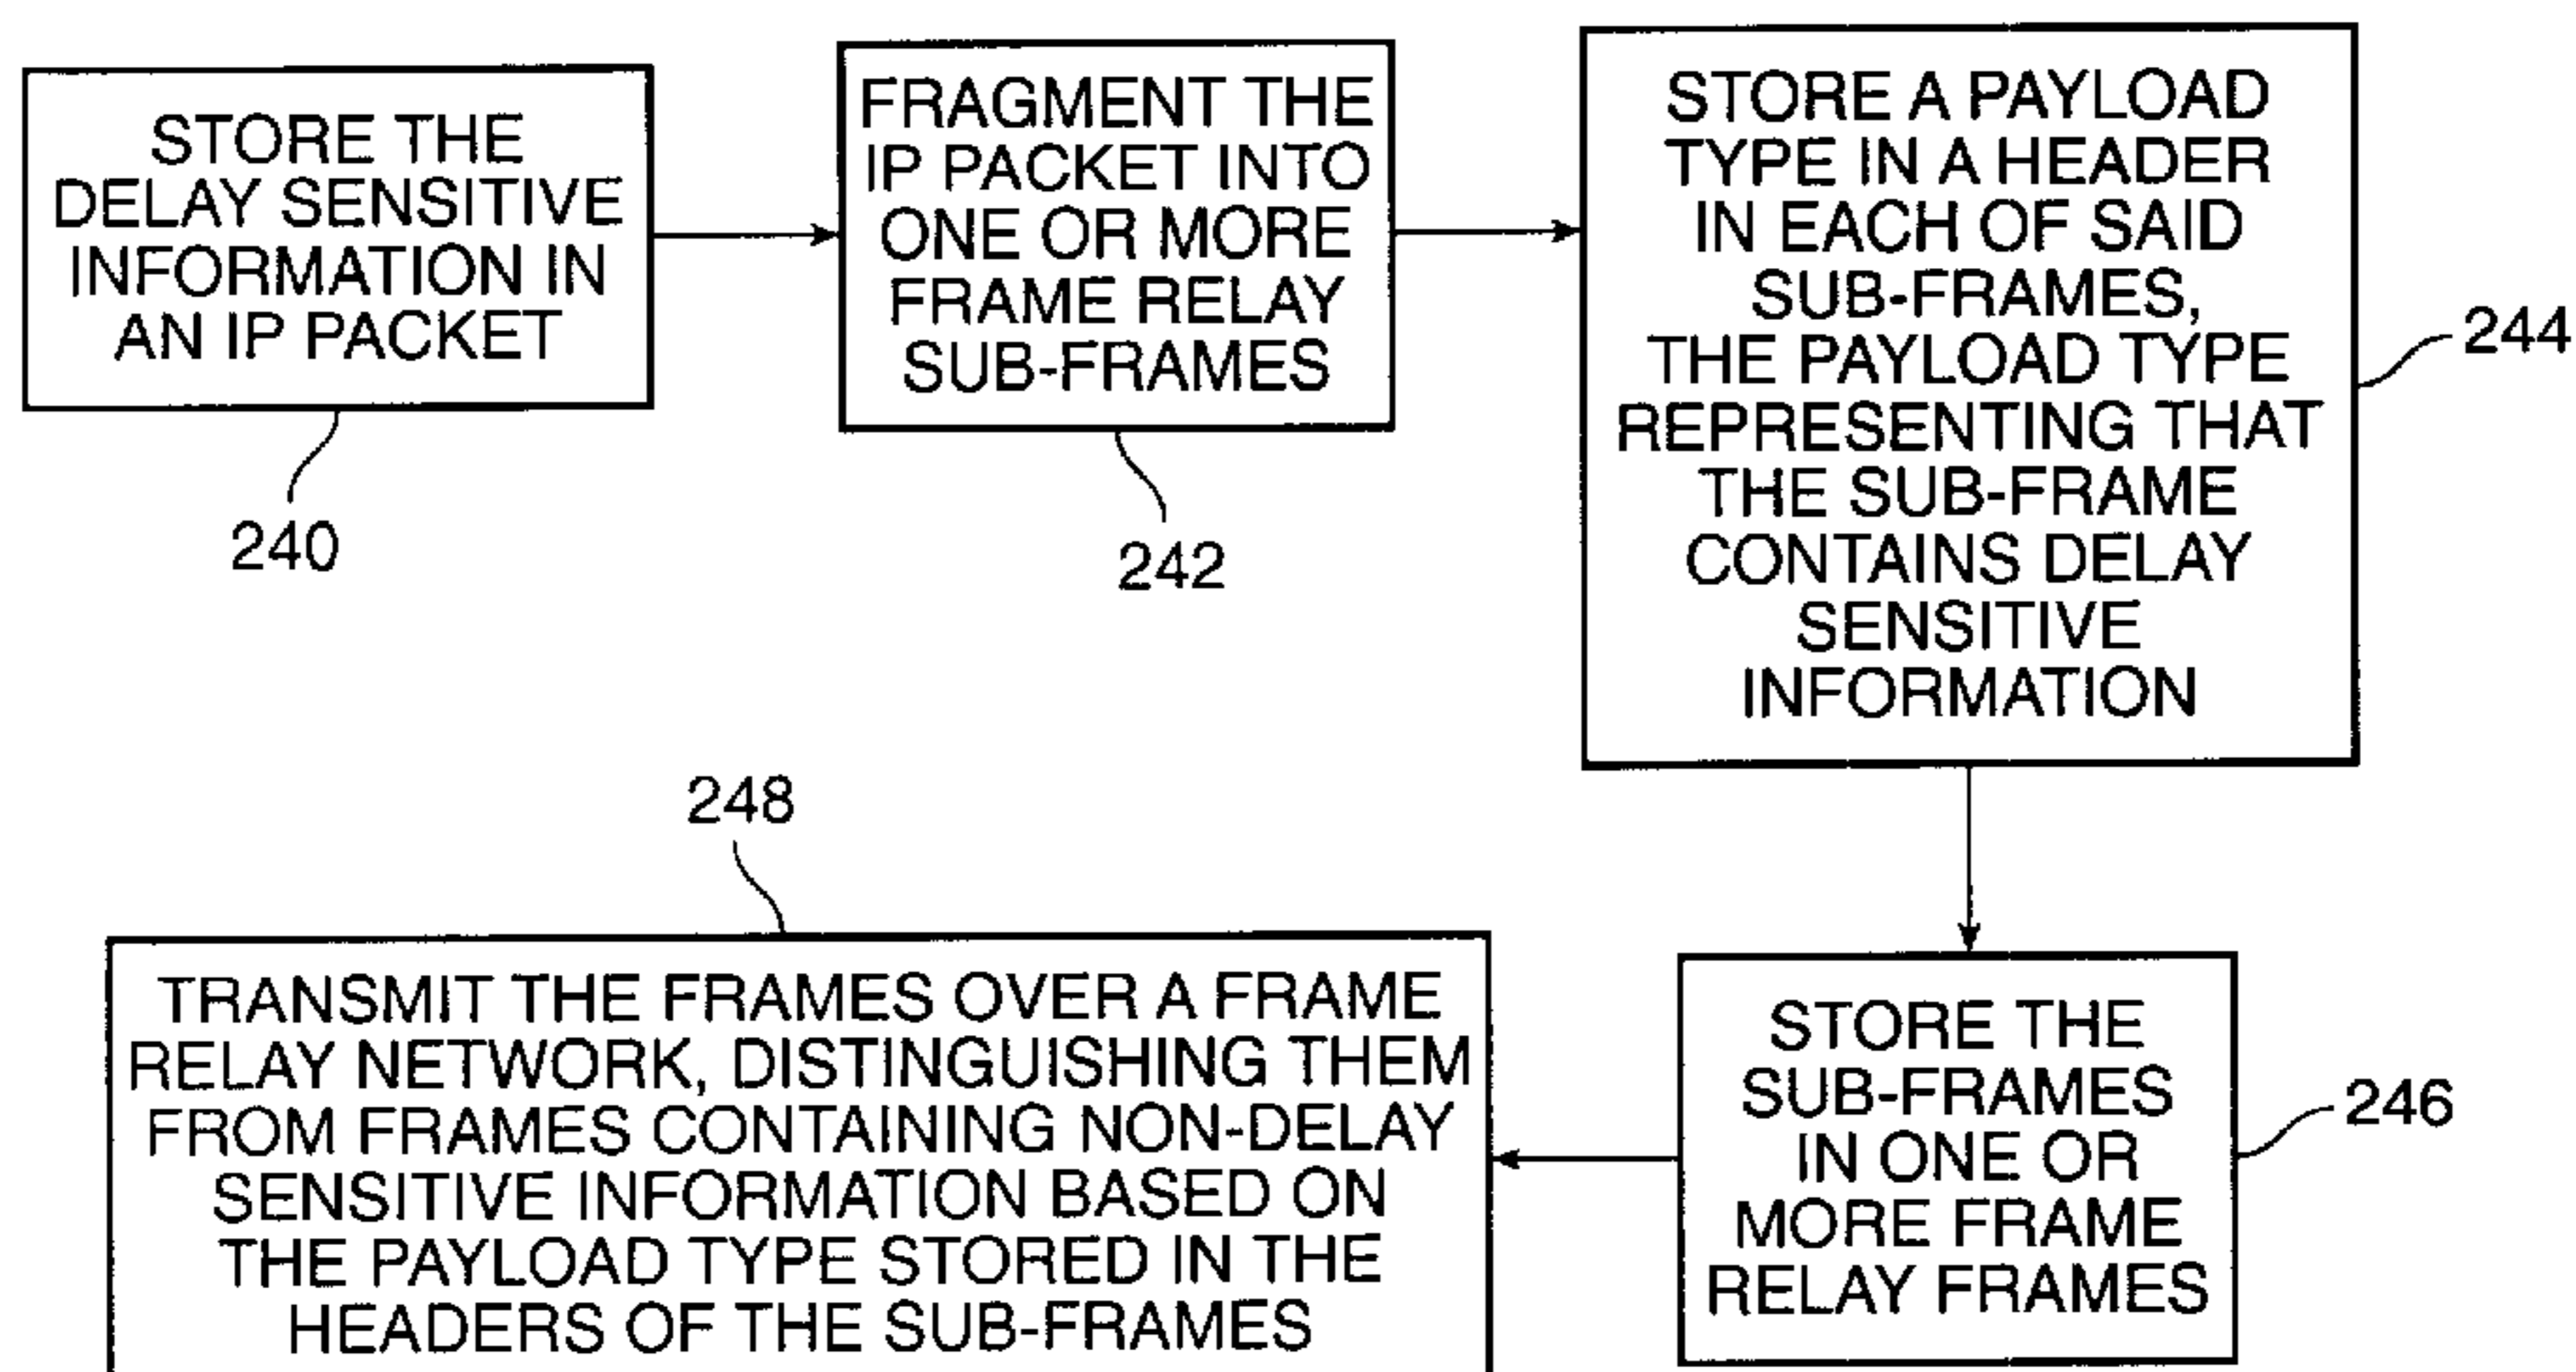 STORE THE
DELAY SENSITIVE
INFORMATION IN
AN IP PACKET
240
FRAGMENT THE
IP PACKET INTO
ONE OR MORE
FRAME RELAY
SUB-FRAMES
242
STORE A PAYLOAD
TYPE IN A HEADER
IN EACH OF SAID
SUB-FRAMES,
THE PAYLOAD TYPE
REPRESENTING THAT
THE SUB-FRAME
CONTAINS DELAY
SENSITIVE
INFORMATION
244
STORE THE
SUB-FRAMES
IN ONE OR
MORE FRAME
RELAY FRAMES
246
248
TRANSMIT THE FRAMES OVER A FRAME
RELAY NETWORK, DISTINGUISHING THEM
FROM FRAMES CONTAINING NON-DELAY
SENSITIVE INFORMATION BASED ON
THE PAYLOAD TYPE STORED IN THE
HEADERS OF THE SUB-FRAMES